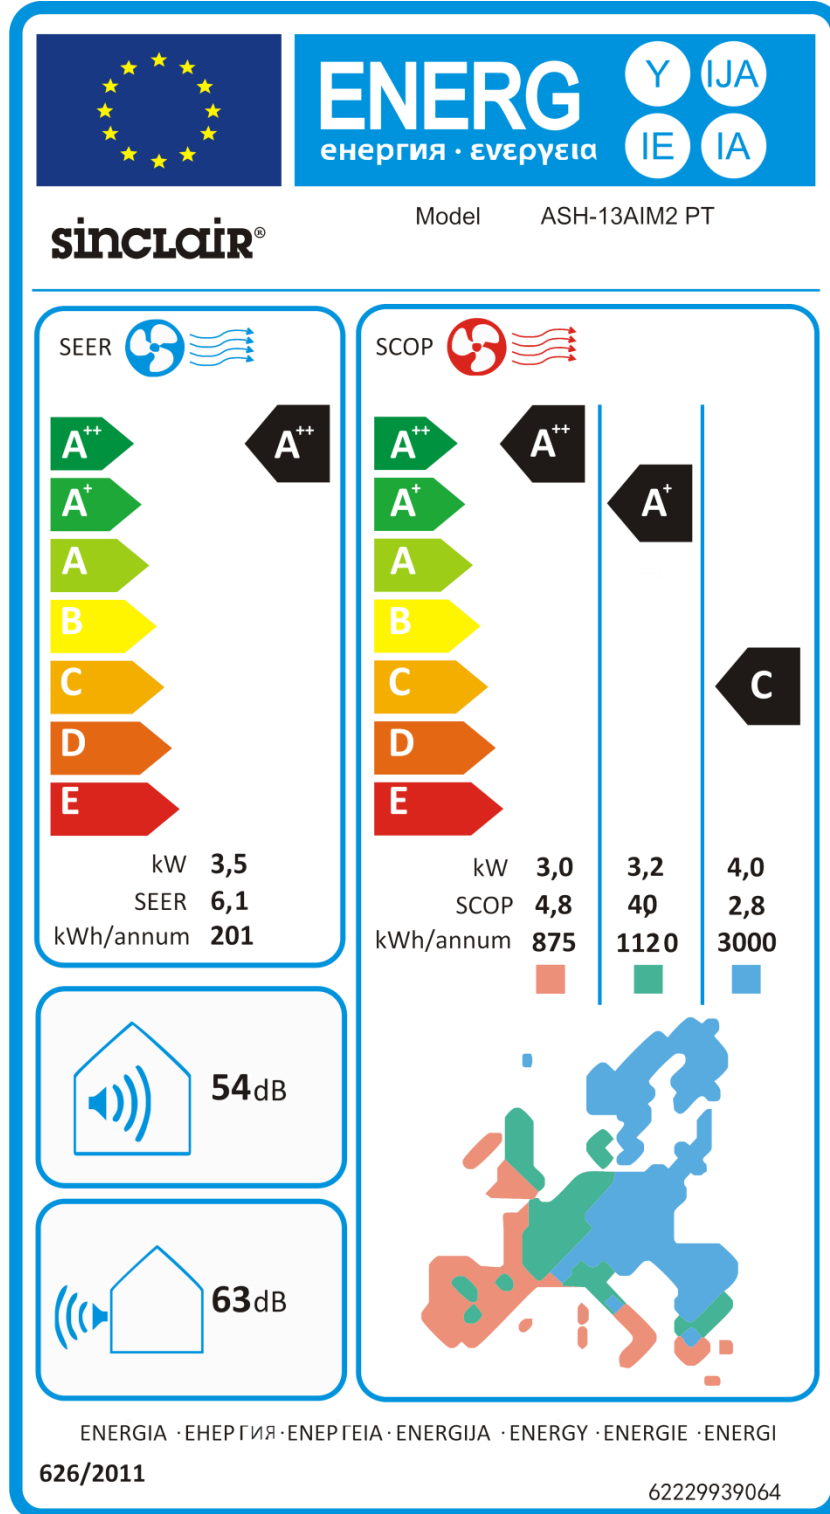 ENERG
енергия · ενεργεια
Y IJA
IE IA
sinclair®
Model ASH-13AIM2 PT
SEER
A++ A++
A+
A
B
C
D
E
kW 3,5
SEER 6,1
kWh/annum 201
SCOP
A++ A++
A+ A+
A
B
C C
D
E
kW 3,0 3,2 4,0
SCOP 4,8 4,0 2,8
kWh/annum 875 1120 3000
54dB
63dB
ENERGIA · ЕНЕРГИЯ · ΕΝΕΡΓΕΙΑ · ENERGIJA · ENERGY · ENERGIE · ENERGI
626/2011
62229939064